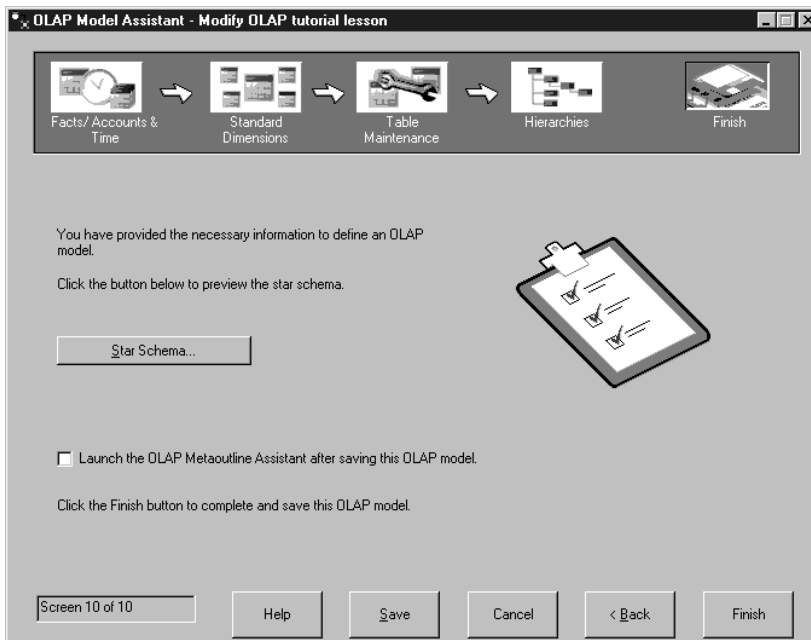 OLAP Model Assistant - Modify OLAP tutorial lesson
Facts/ Accounts &
Time
Standard
Dimensions
Table
Maintenance
Hierarchies
Finish
You have provided the necessary information to define an OLAP
model.
Click the button below to preview the star schema.
Star Schema...
Launch the OLAP Metaoutline Assistant after saving this OLAP model.
Click the Finish button to complete and save this OLAP model.
Screen 10 of 10
Help
Save
Cancel
< Back
Finish